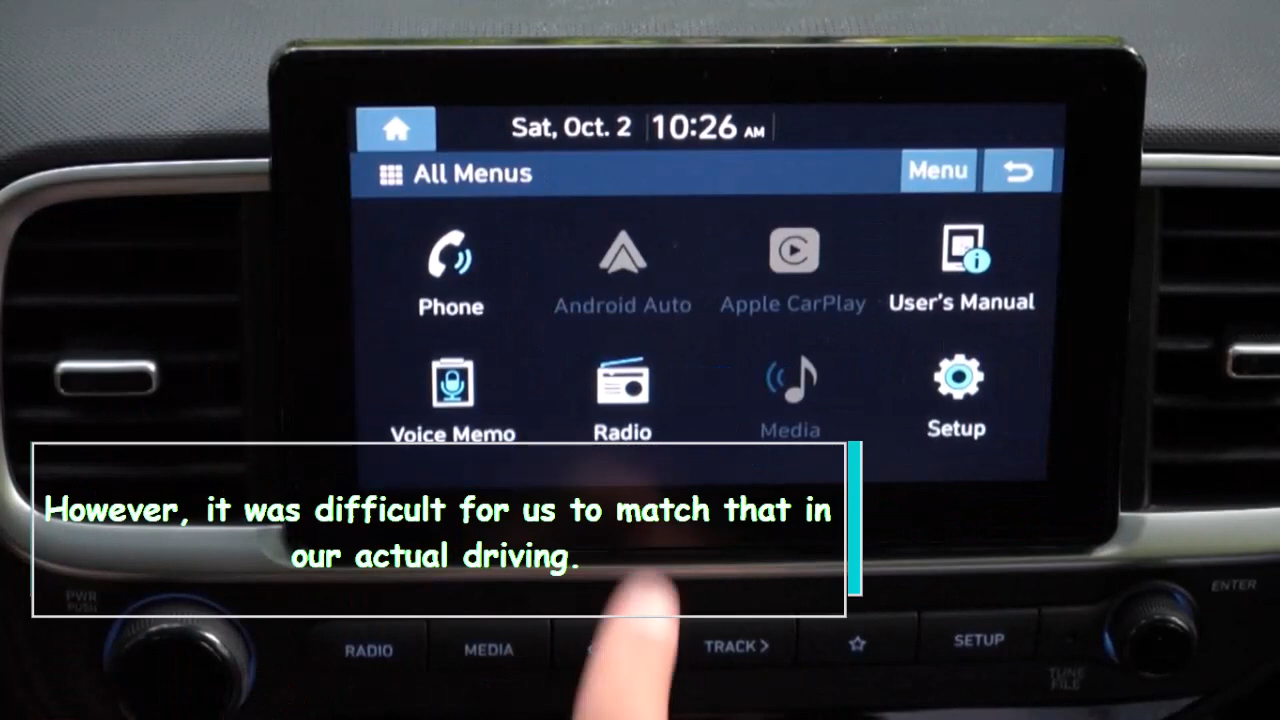 Sat, Oct. 2 10:26 AM
All Menus Menu
Phone Android Auto Apple CarPlay User's Manual
Voice Memo Radio Media Setup
However, it was difficult for us to match that in
our actual driving.
PWR
PUSH
ENTER
RADIO MEDIA TRACK > SETUP
TUNE
FILE